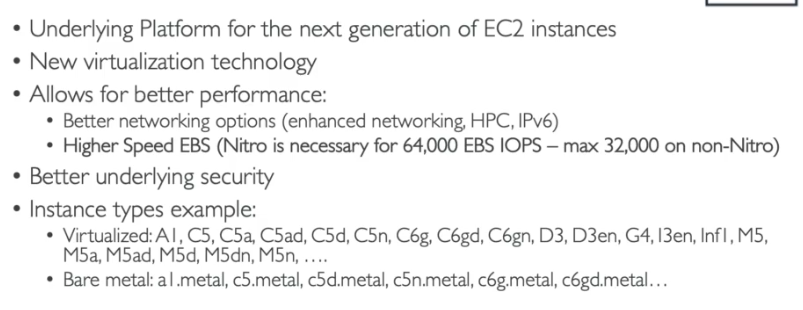 • Underlying Platform for the next generation of EC2 instances
• New virtualization technology
• Allows for better performance:
• Better networking options (enhanced networking, HPC, IPv6)
• Higher Speed EBS (Nitro is necessary for 64,000 EBS IOPS – max 32,000 on non-Nitro)
• Better underlying security
• Instance types example:
• Virtualized: A1, C5, C5a, C5ad, C5d, C5n, C6g, C6gd, C6gn, D3, D3en, G4, I3en, Inf1, M5,
M5a, M5ad, M5d, M5dn, M5n, ….
• Bare metal: a1.metal, c5.metal, c5d.metal, c5n.metal, c6g.metal, c6gd.metal…